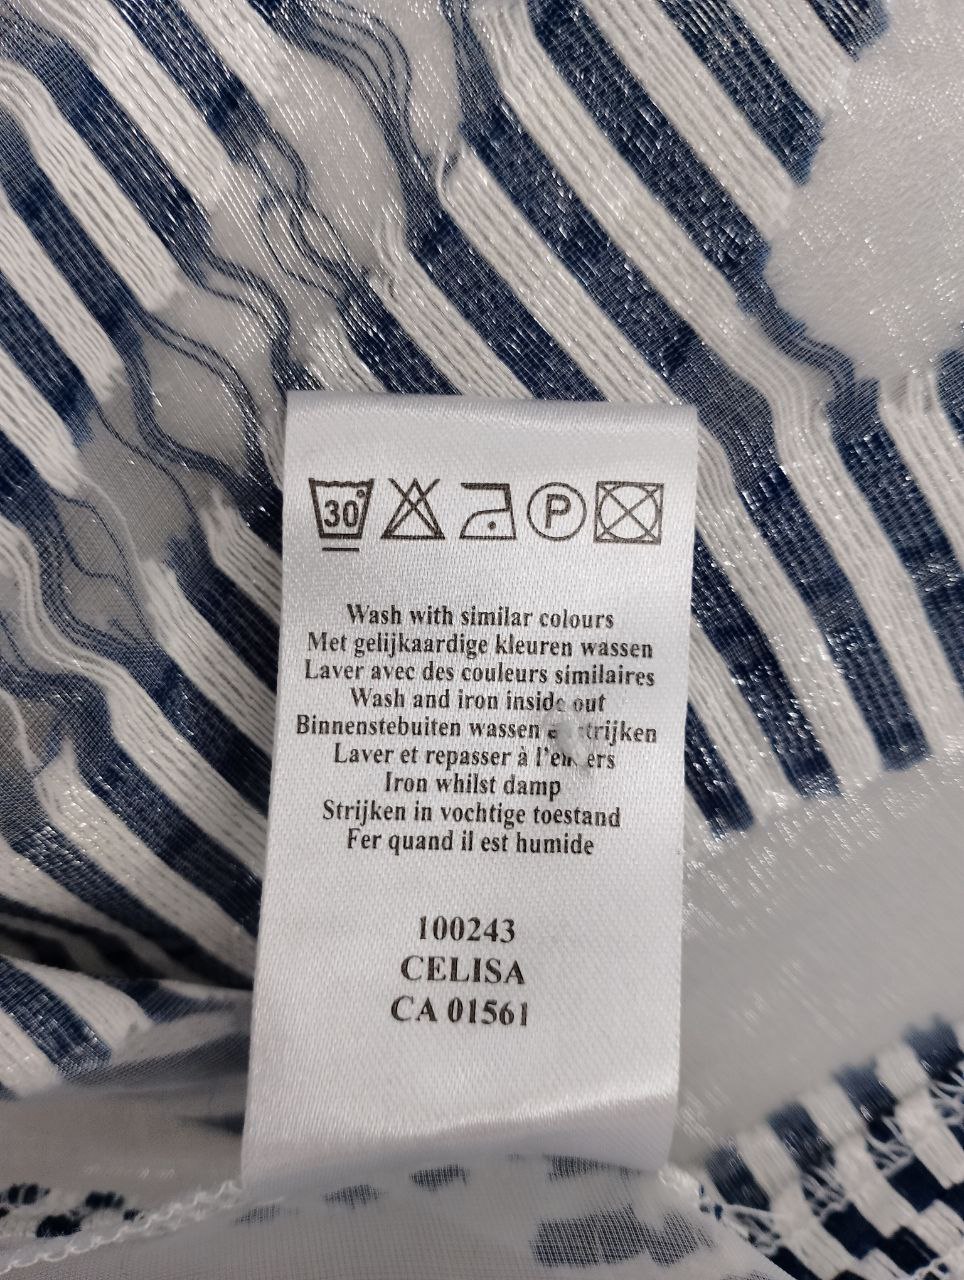 30°
P
Wash with similar colours
Met gelijkaardige kleuren wassen
Laver avec des couleurs similaires
Wash and iron inside out
Binnenstebuiten wassen
Laver et repasser à
Iron whilst damp
Strijken in vochtige toestand
Fer quand il est humide
100243
CELISA
CA 01561